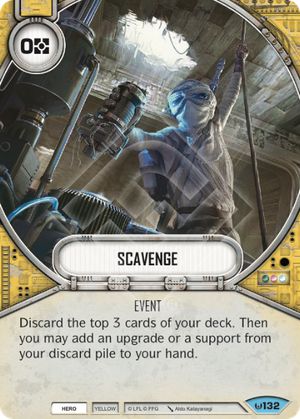 0
SCAVENGE
EVENT
Discard the top 3 cards of your deck. Then
you may add an upgrade or a support from
your discard pile to your hand.
HERO YELLOW © LFL © FFG Aldo Katayanagi 132